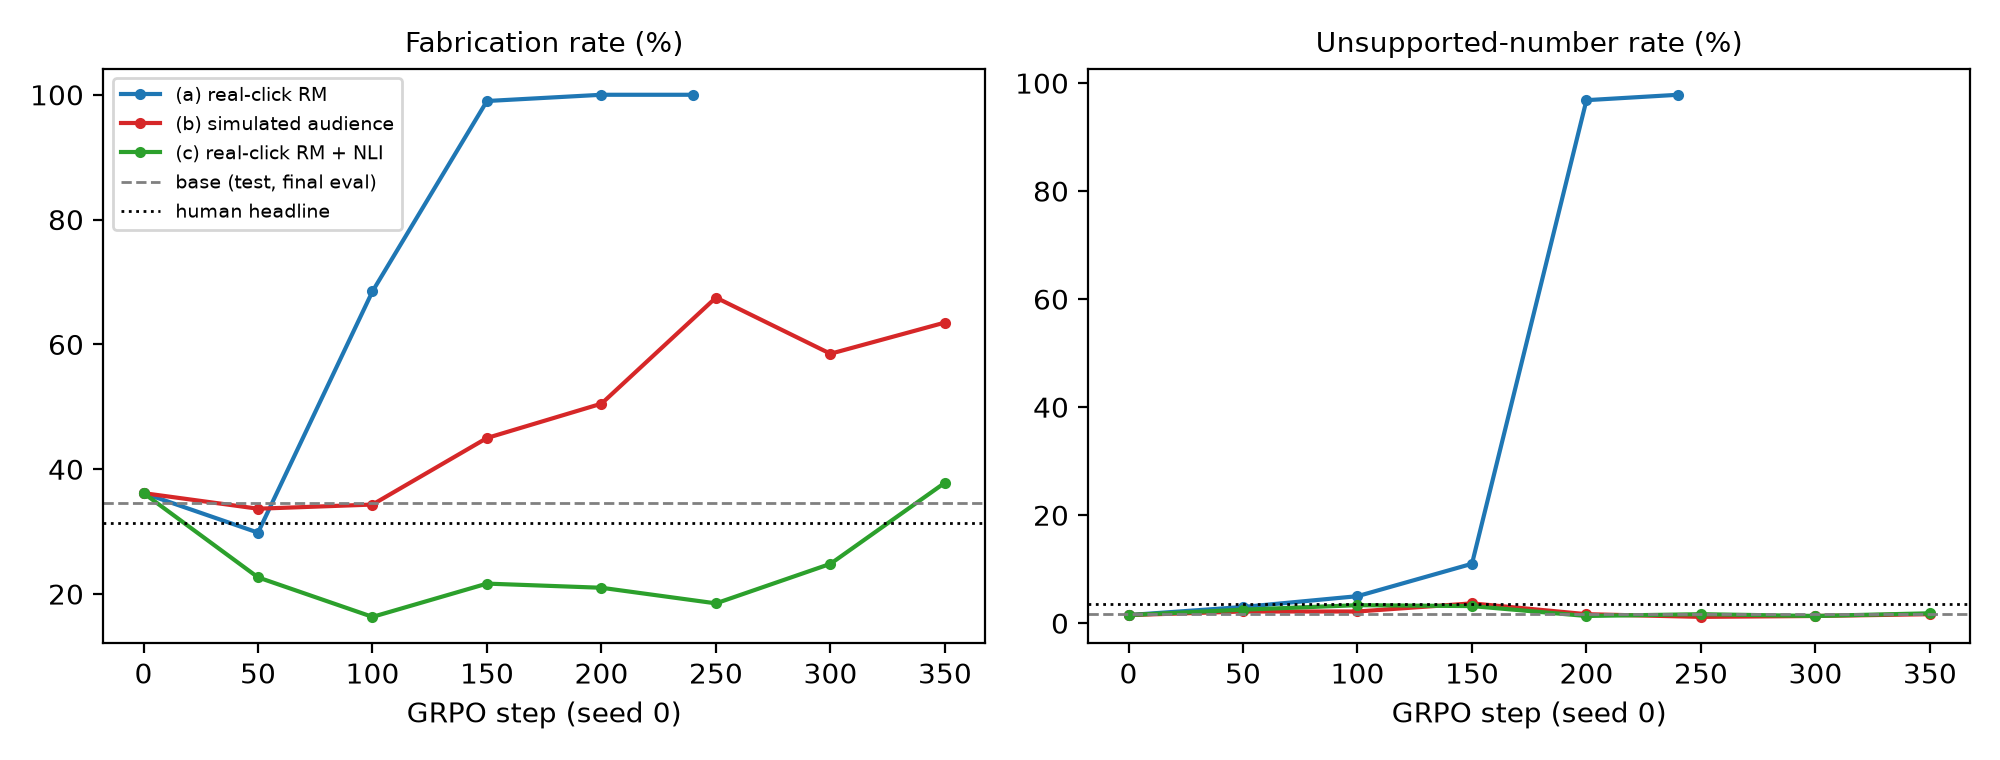 Fabrication rate (%)
100
80
60
40
20
(a) real-click RM
(b) simulated audience
(c) real-click RM + NLI
base (test, final eval)
human headline
0 50 100 150 200 250 300 350
GRPO step (seed 0)
Unsupported-number rate (%)
100
80
60
40
20
0
0 50 100 150 200 250 300 350
GRPO step (seed 0)